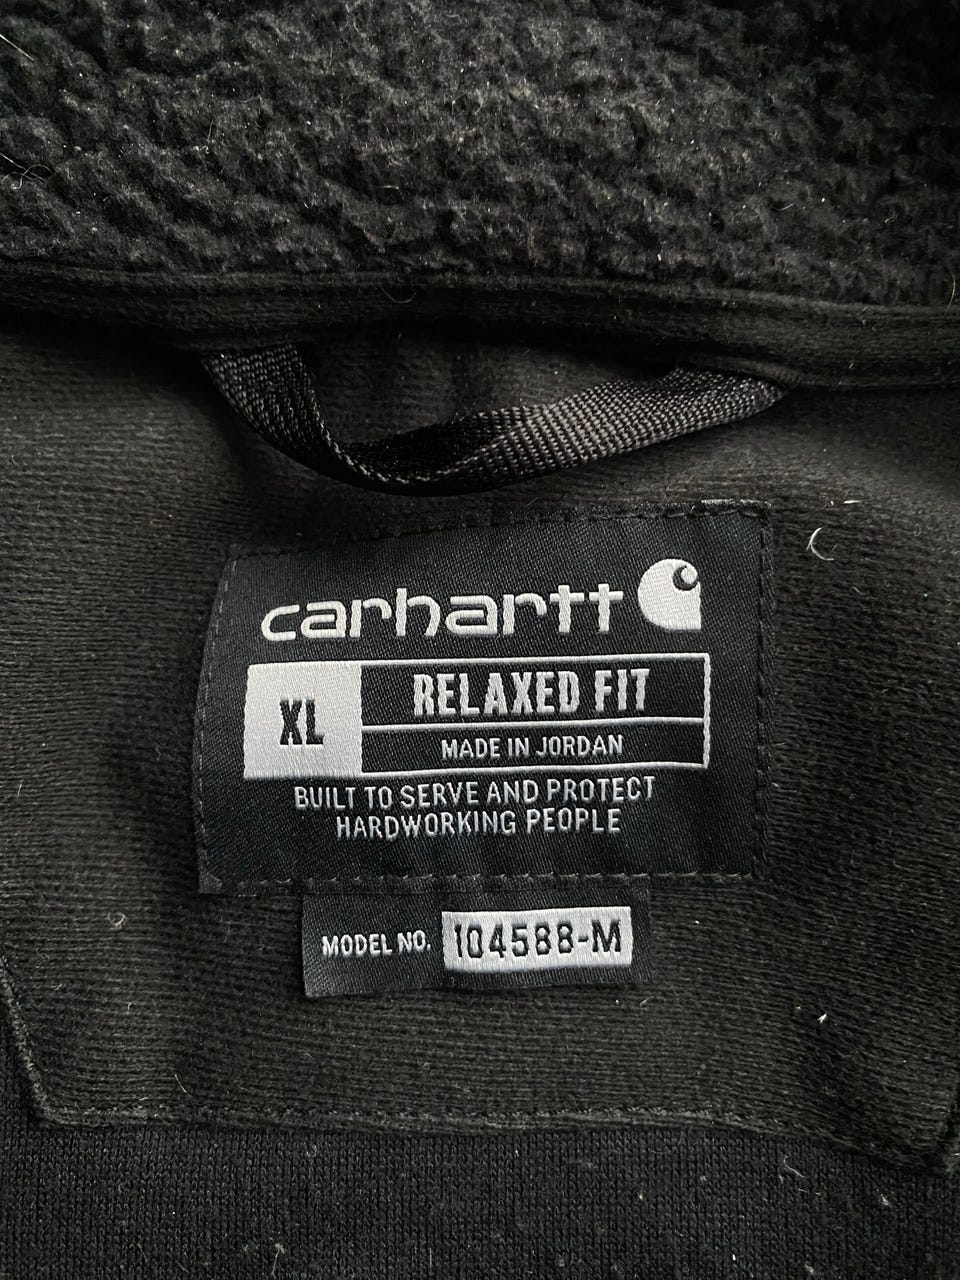 carhartt
XL
RELAXED FIT
MADE IN JORDAN
BUILT TO SERVE AND PROTECT
HARDWORKING PEOPLE
MODEL NO. 104588-M